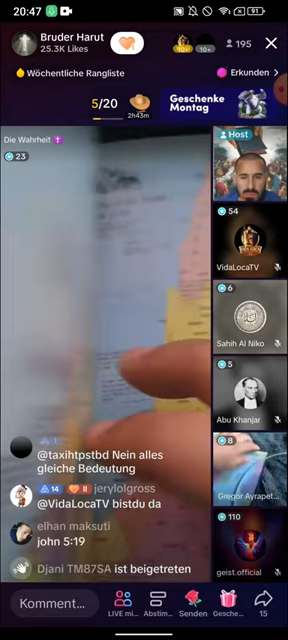 20:47
91
Bruder Harut
25.3K Likes
10+
10+
195
Wöchentliche Rangliste
Erkunden >
5/20
2h43m
Geschenke
Montag
Die Wahrheit
23
Host
54
VidaLocaTV
6
Sahih Al Niko
5
Abu Khanjar
8
Gregor Ayrapet...
110
geist.official
1
@taxihtpstbd Nein alles
gleiche Bedeutung
14 II jerylolgross
@VidaLocaTV bistdu da
elhan maksuti
john 5:19
Djani TM87SA ist beigetreten
Komment...
LIVE mi...
Abstim...
Senden
Gesche...
15